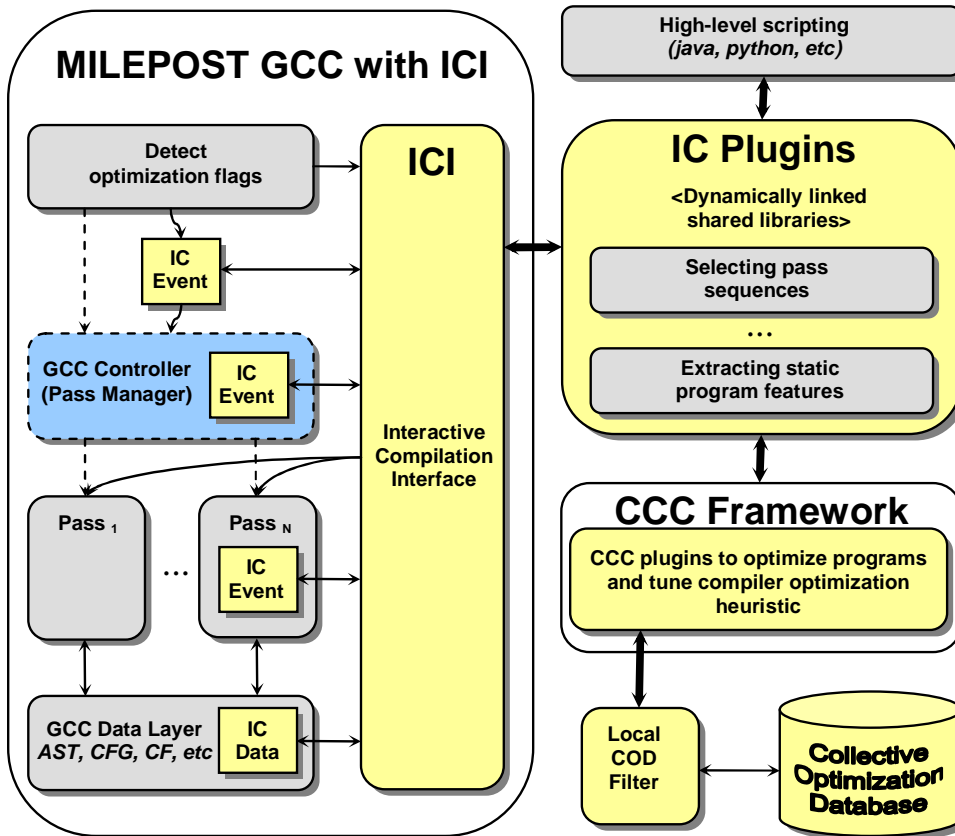 MILEPOST GCC with ICI
Detect
optimization flags
IC
Event
GCC Controller
(Pass Manager)
IC
Event
Pass 1
...
Pass N
IC
Event
GCC Data Layer
AST, CFG, CF, etc
IC
Data
ICI
Interactive
Compilation
Interface
High-level scripting
(java, python, etc)
IC Plugins
<Dynamically linked
shared libraries>
Selecting pass
sequences
...
Extracting static
program features
CCC Framework
CCC plugins to optimize programs
and tune compiler optimization
heuristic
Local
COD
Filter
Collective
Optimization
Database